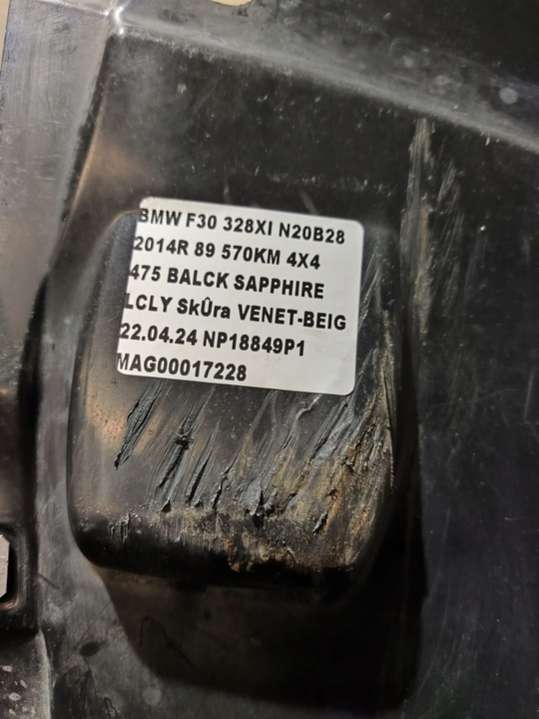 BMW F30 328XI N20B28
2014R 89 570KM 4X4
475 BALCK SAPPHIRE
LCLY SkÛra VENET-BEIG
22.04.24 NP18849P1
MAG00017228